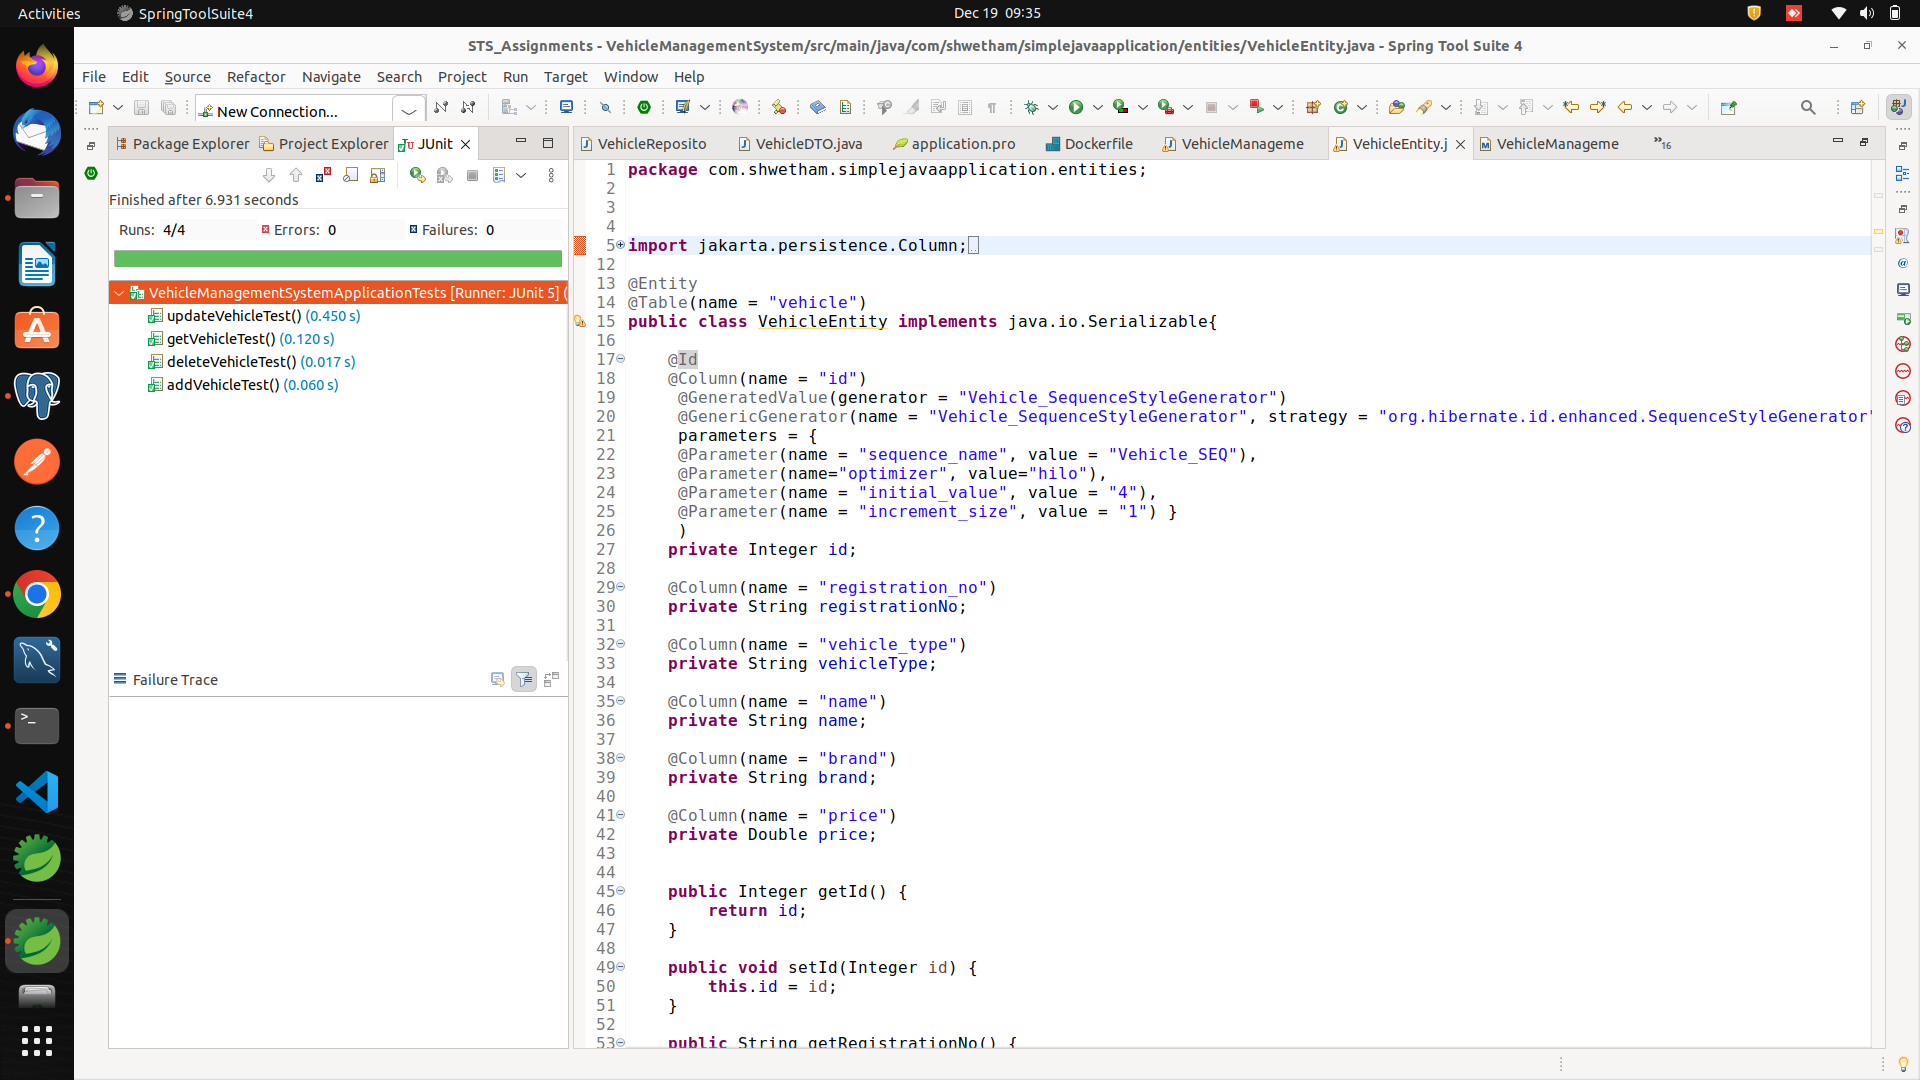 Activities
SpringToolSuite4
Dec 19 09:35
STS_Assignments - VehicleManagementSystem/src/main/java/com/shwetham/simplejavaapplication/entities/VehicleEntity.java - Spring Tool Suite 4
File Edit Source Refactor Navigate Search Project Run Target Window Help
New Connection...
Package Explorer Project Explorer JUnit
VehicleReposito VehicleDTO.java application.pro Dockerfile VehicleManageme VehicleEntity.j VehicleManageme 16
Finished after 6.931 seconds
Runs: 4/4 Errors: 0 Failures: 0
VehicleManagementSystemApplicationTests [Runner: JUnit 5] (
updateVehicleTest() (0.450 s)
getVehicleTest() (0.120 s)
deleteVehicleTest() (0.017 s)
addVehicleTest() (0.060 s)
Failure Trace
1 package com.shwetham.simplejavaapplication.entities;
2
3
4
5 import jakarta.persistence.Column;
12
13 @Entity
14 @Table(name = "vehicle")
15 public class VehicleEntity implements java.io.Serializable{
16
17 @Id
18 @Column(name = "id")
19 @GeneratedValue(generator = "Vehicle_SequenceStyleGenerator")
20 @GenericGenerator(name = "Vehicle_SequenceStyleGenerator", strategy = "org.hibernate.id.enhanced.SequenceStyleGenerator"
21 parameters = {
22 @Parameter(name = "sequence_name", value = "Vehicle_SEQ"),
23 @Parameter(name="optimizer", value="hilo"),
24 @Parameter(name = "initial_value", value = "4"),
25 @Parameter(name = "increment_size", value = "1") }
26 )
27 private Integer id;
28
29 @Column(name = "registration_no")
30 private String registrationNo;
31
32 @Column(name = "vehicle_type")
33 private String vehicleType;
34
35 @Column(name = "name")
36 private String name;
37
38 @Column(name = "brand")
39 private String brand;
40
41 @Column(name = "price")
42 private Double price;
43
44
45 public Integer getId() {
46 return id;
47 }
48
49 public void setId(Integer id) {
50 this.id = id;
51 }
52
53 public String getRegistrationNo() {